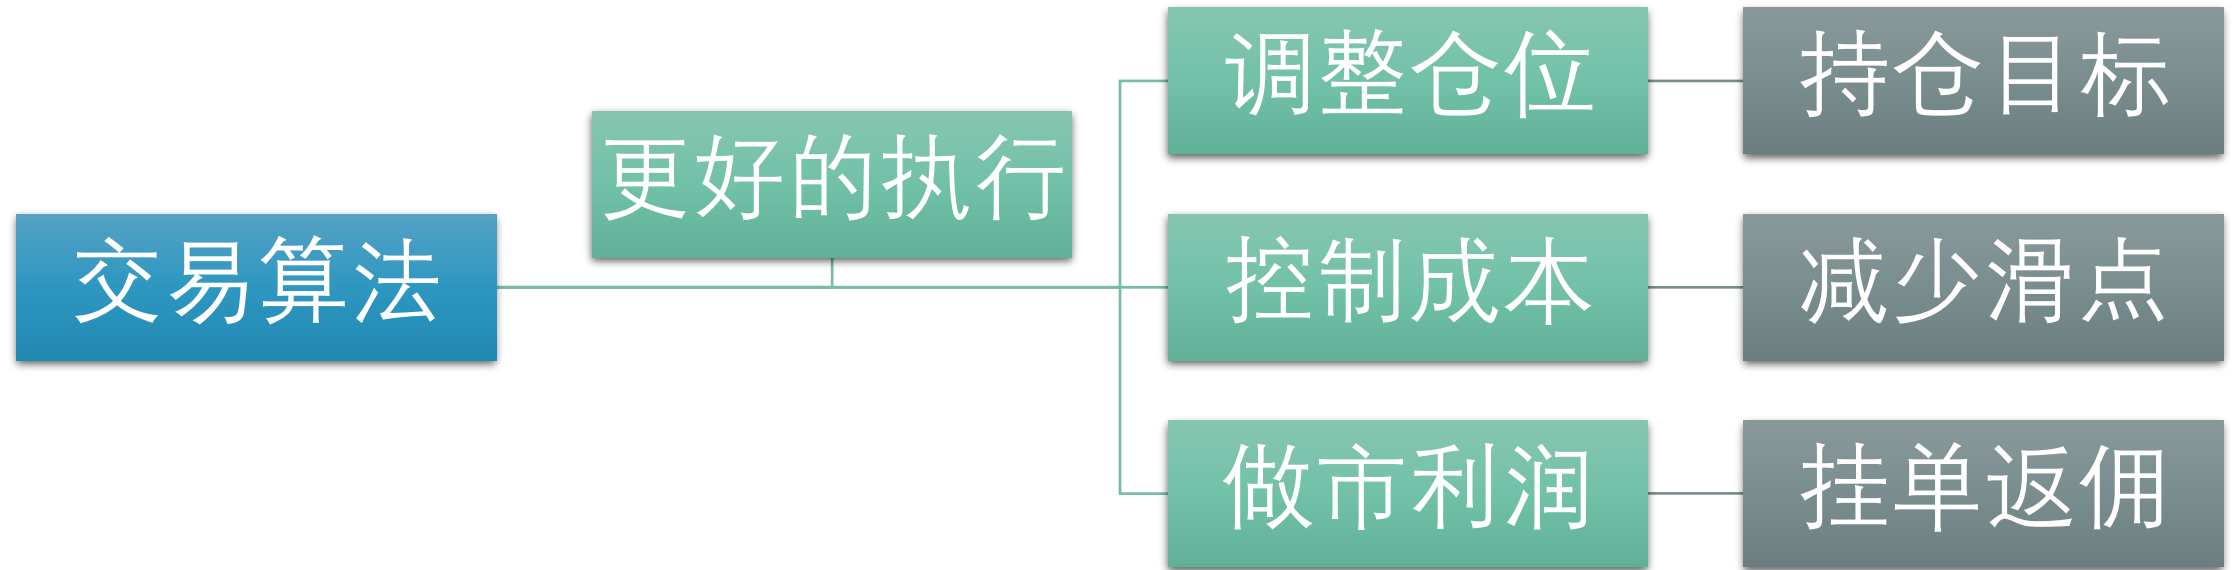 交易算法
更好的执行
调整仓位
持仓目标
控制成本
减少滑点
做市利润
挂单返佣